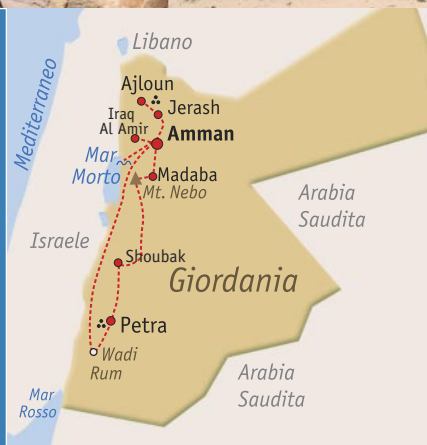 Libano
Mediterraneo
Ajloun
Jerash
Iraq
Al Amir
Amman
Mar
Morto
Madaba
Mt. Nebo
Arabia
Saudita
Israele
Shoubak
Giordania
Petra
Wadi
Rum
Arabia
Saudita
Mar
Rosso